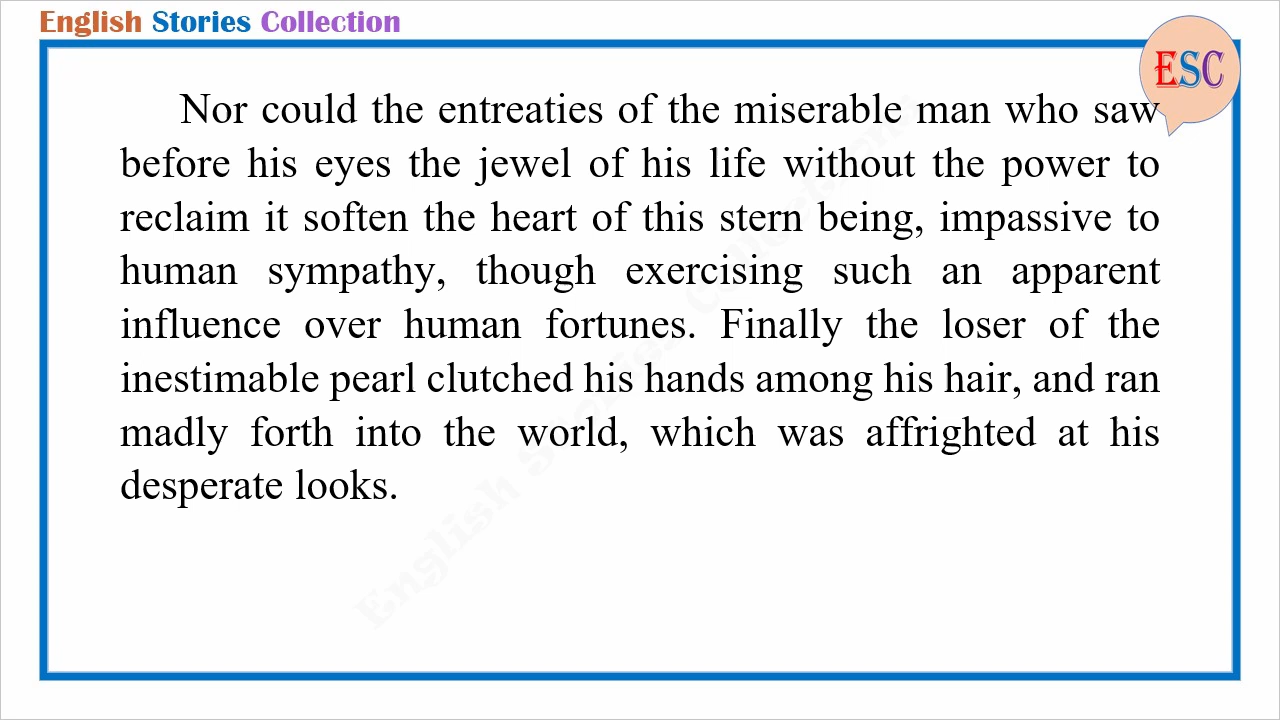 English Stories Collection
ESC
Nor could the entreaties of the miserable man who saw
before his eyes the jewel of his life without the power to
reclaim it soften the heart of this stern being, impassive to
human sympathy, though exercising such an apparent
influence over human fortunes. Finally the loser of the
inestimable pearl clutched his hands among his hair, and ran
madly forth into the world, which was affrighted at his
desperate looks.
English Stories Collection